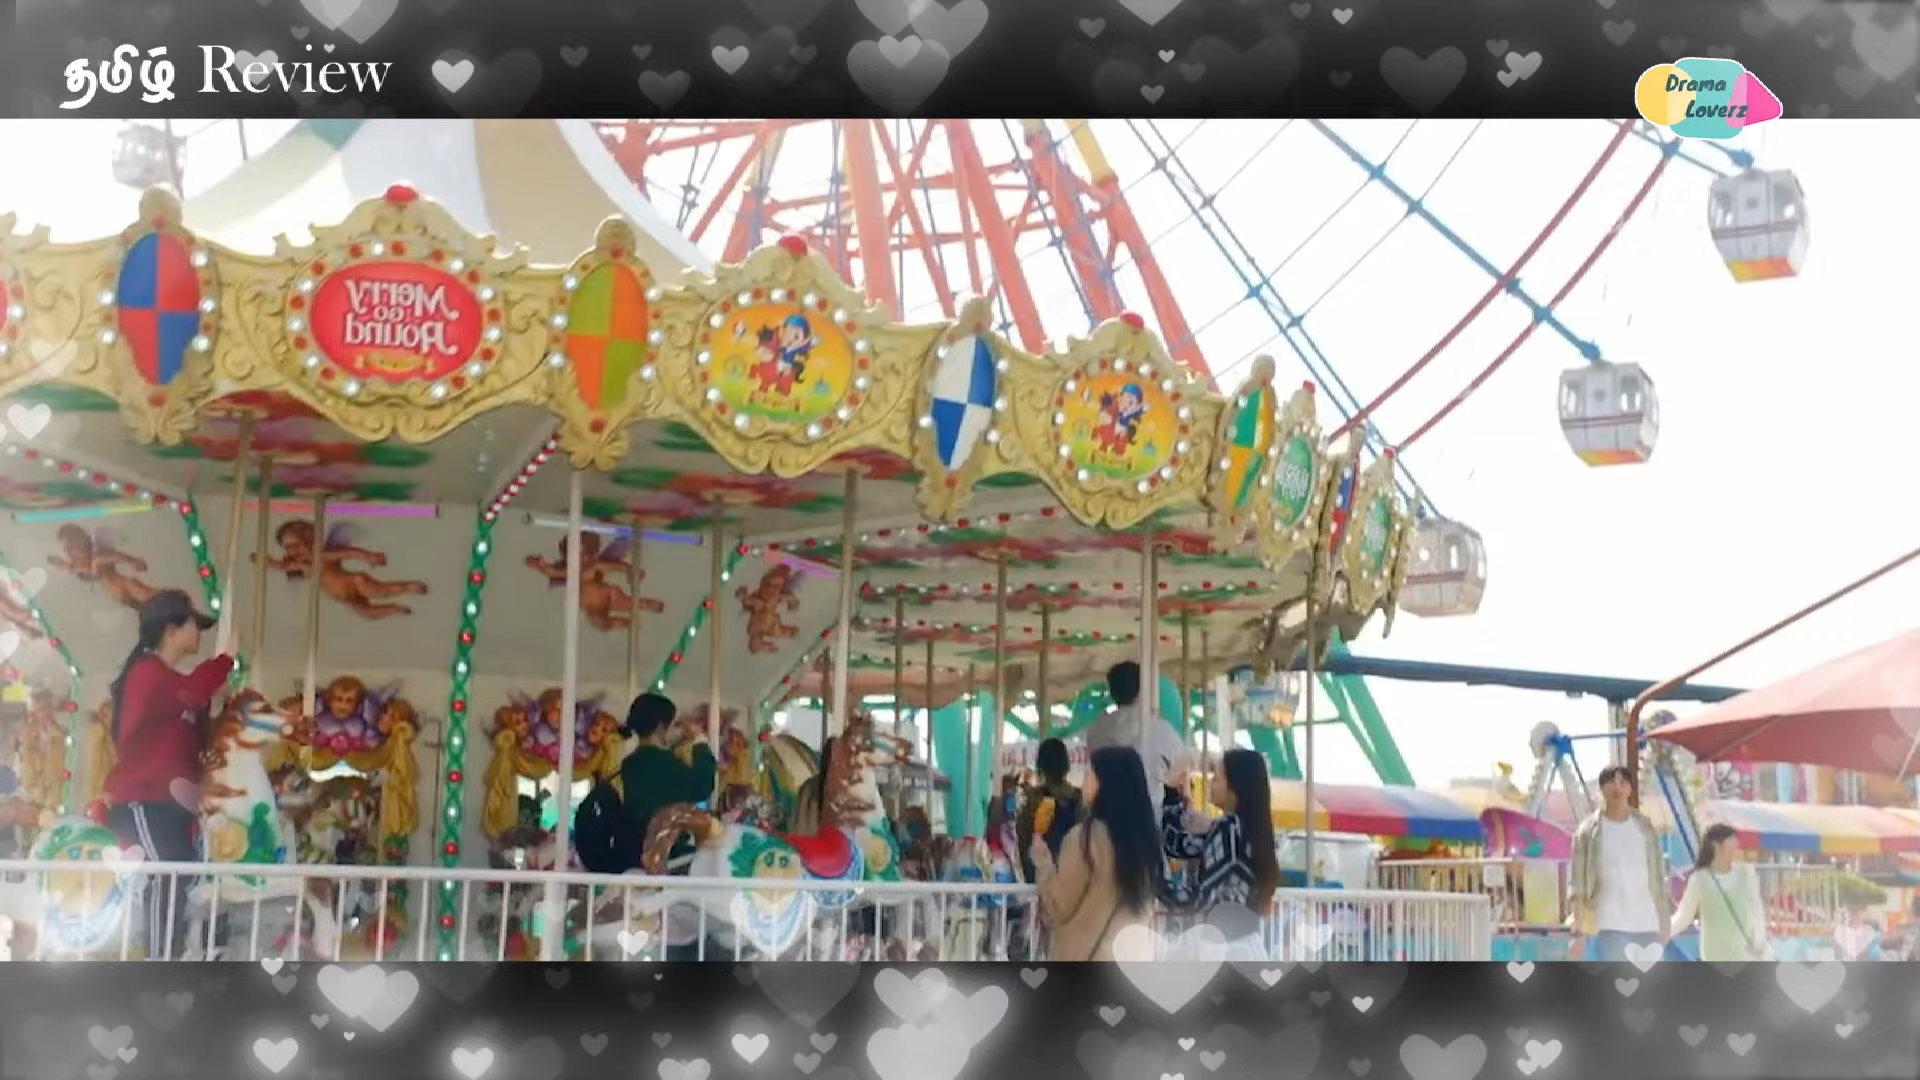 தமிழ் Review
Drama
Loverz
Merry
GO
Round